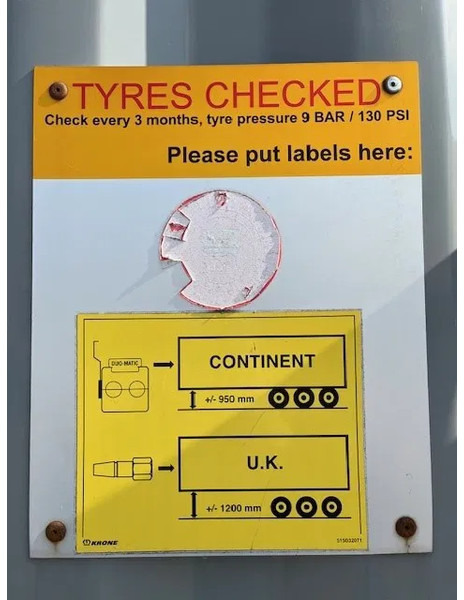 TYRES CHECKED
Check every 3 months, tyre pressure 9 BAR / 130 PSI
Please put labels here:
DUO-MATIC
CONTINENT
+/- 950 mm
U.K.
+/- 1200 mm
KRONE